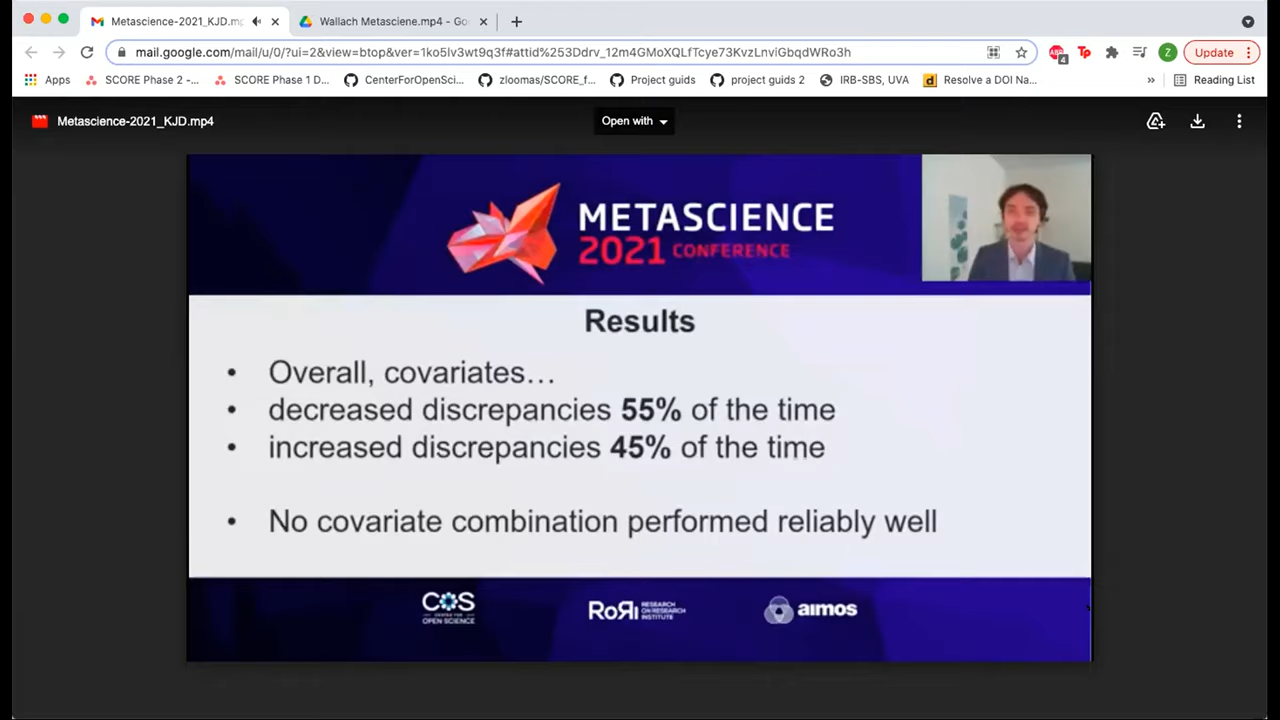 Metascience-2021_KJD.m
Wallach Metasciene.mp4 - Go
mail.google.com/mail/u/0/?ui=2&view=btop&ver=1ko5lv3wt9q3f#attid%253Ddrv_12m4GMoXQLfTcye73KvzLnviGbqdWRo3h
4
Tp
Z
Update
Apps
SCORE Phase 2 -...
SCORE Phase 1 D...
CenterForOpenSci...
zloomas/SCORE_f...
Project guids
project guid 2
IRB-SBS, UVA
d
Resolve a DOI Na...
»
Reading List
Metascience-2021_KJD.mp4
Open with
METASCIENCE
2021 CONFERENCE
Results
• Overall, covariates…
• decreased discrepancies 55% of the time
• increased discrepancies 45% of the time
• No covariate combination performed reliably well
COS
CENTER FOR
OPEN SCIENCE
RoRI RESEARCH
ON RESEARCH
INSTITUTE
aimos